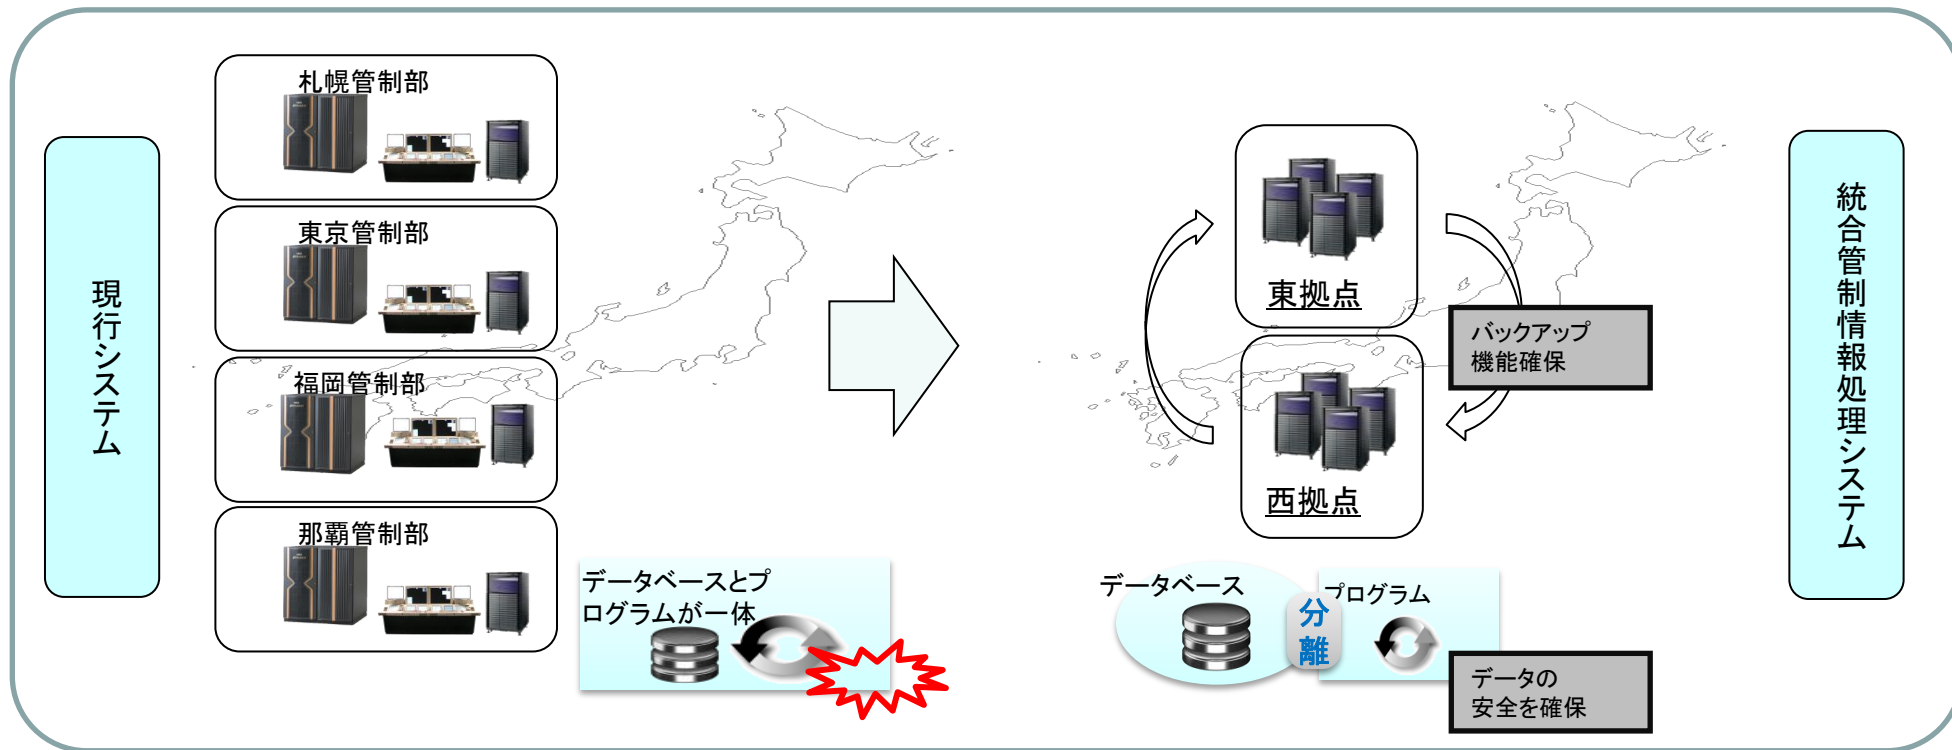 現行システム
札幌管制部
東京管制部
福岡管制部
那覇管制部
データベースとプ
ログラムが一体
東拠点
西拠点
バックアップ
機能確保
データベース
分離
プログラム
データの
安全を確保
統合管制情報処理システム